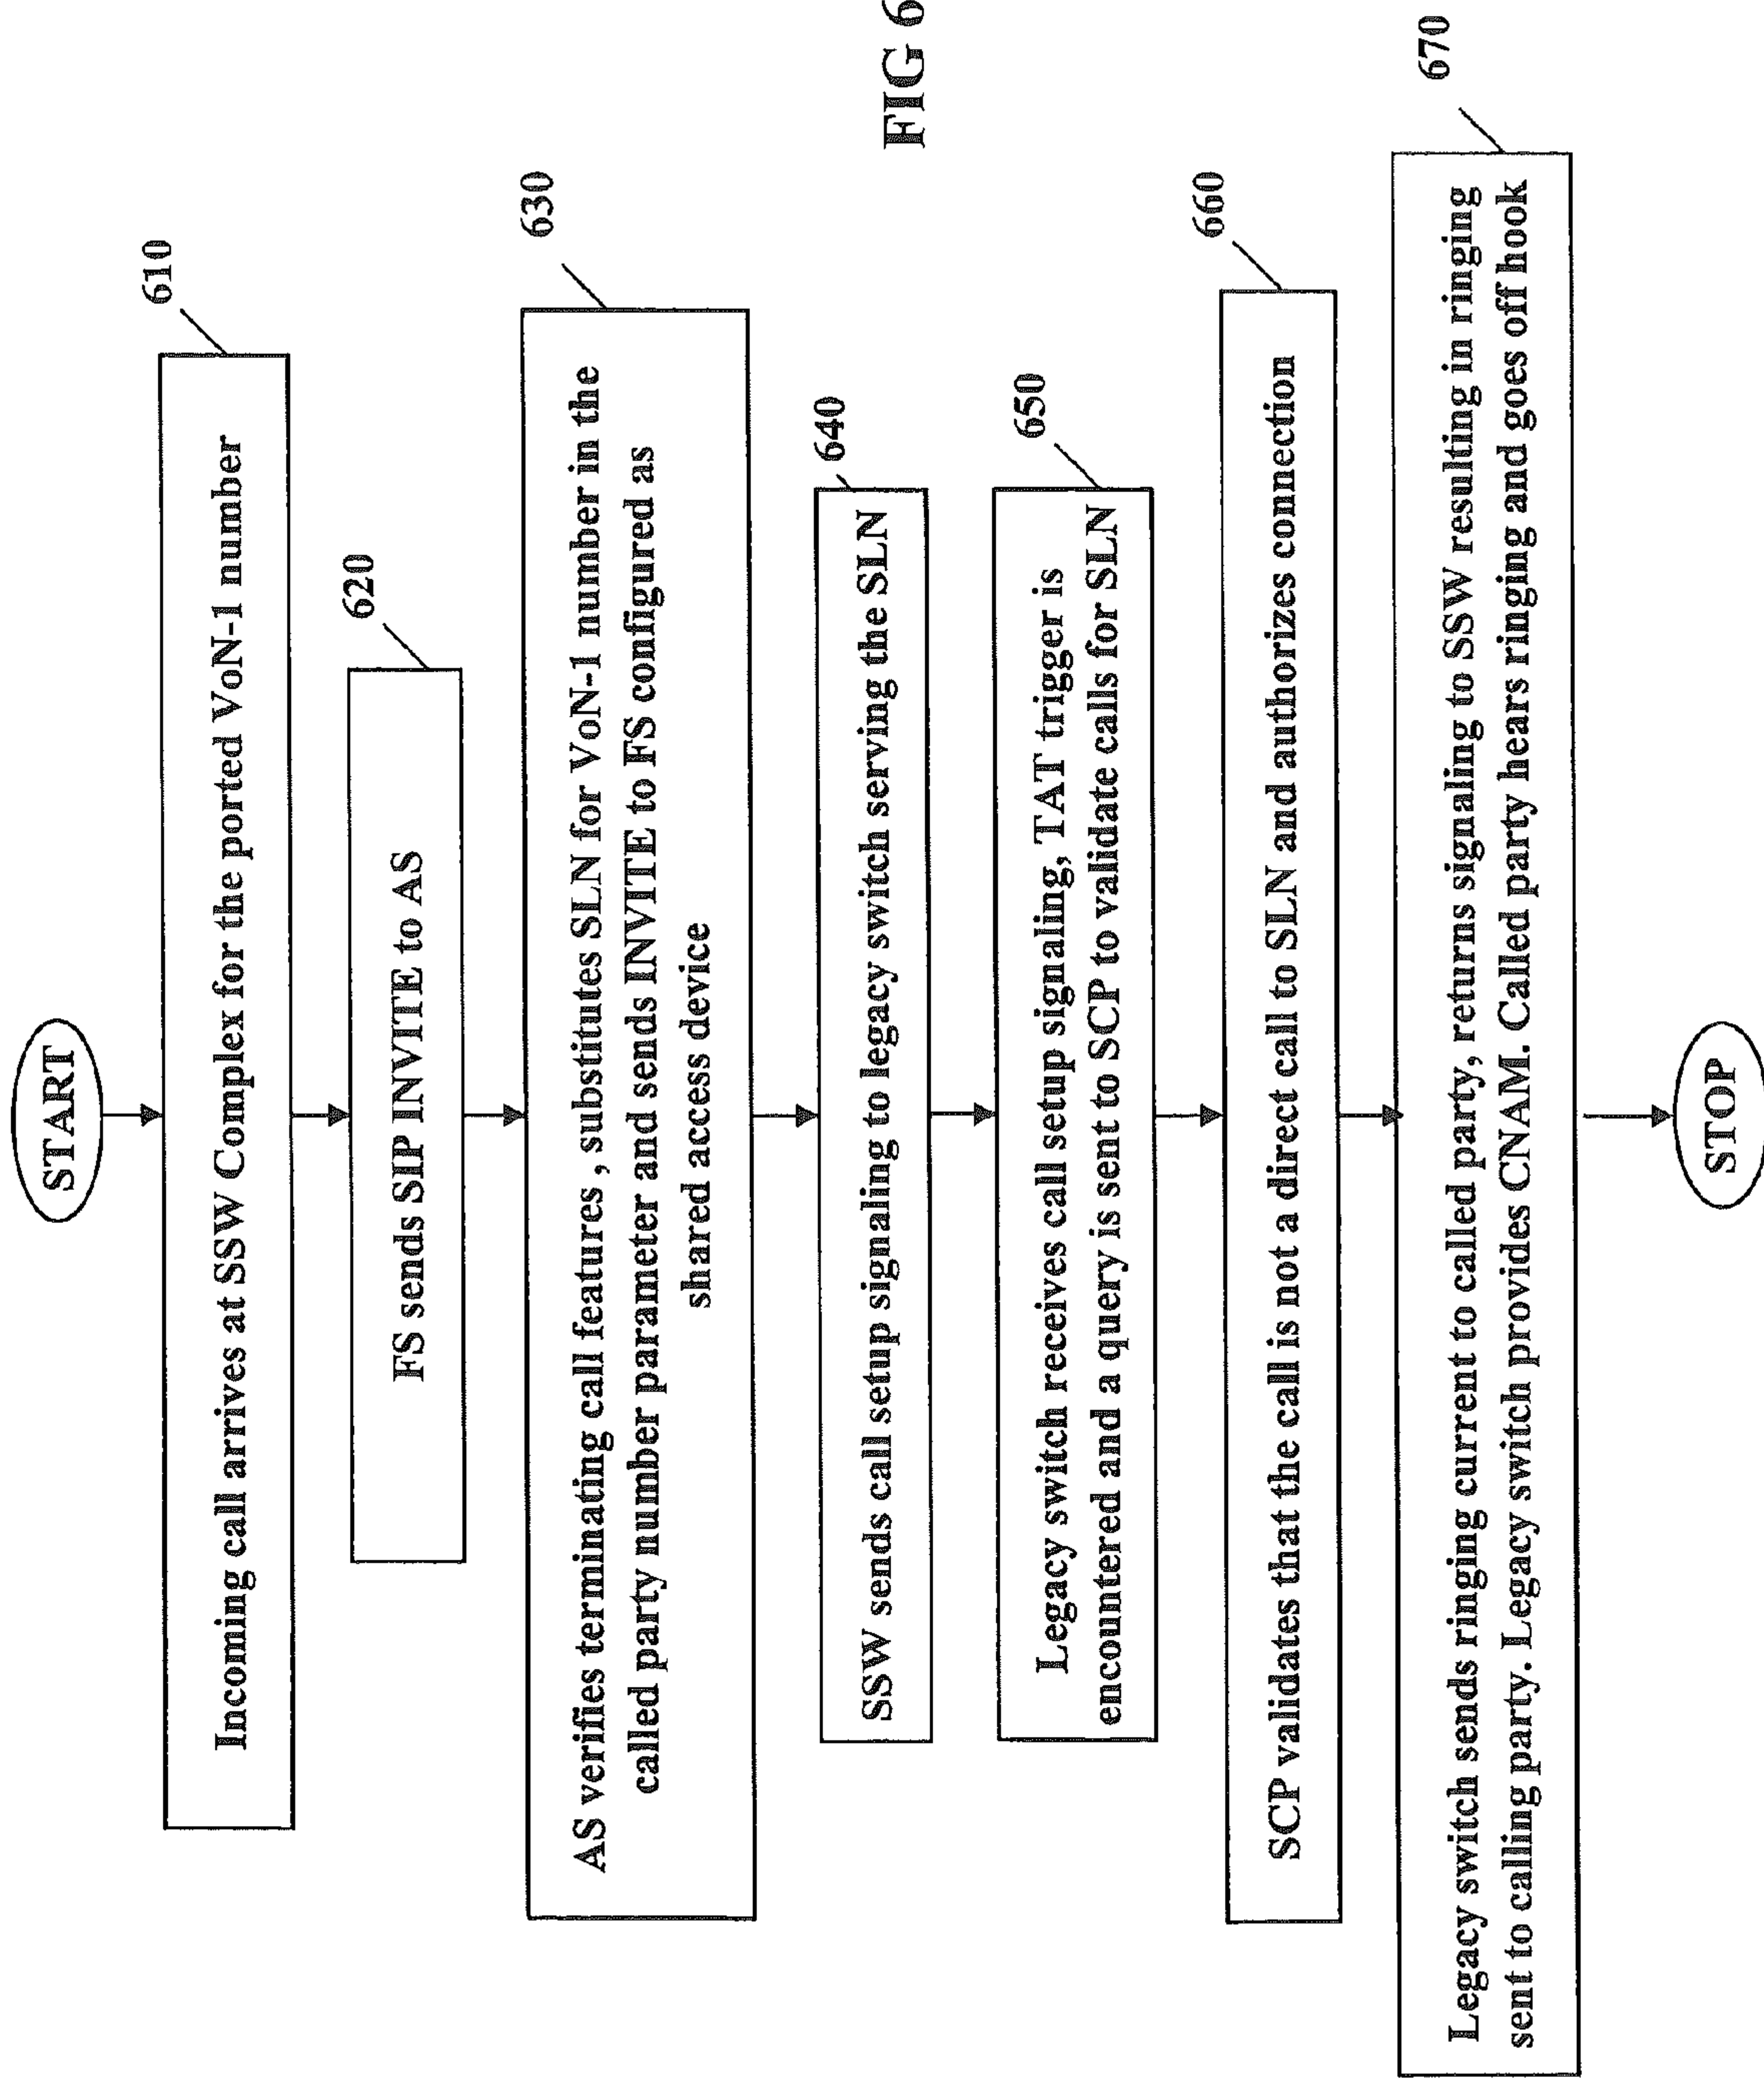 START
610
Incoming call arrives at SSW Complex for the ported VoN-1 number
620
FS sends SIP INVITE to AS
630
AS verifies terminating call features , substitutes SLN for VoN-1 number in the
called party number parameter and sends INVITE to FS configured as
shared access device
640
SSW sends call setup signaling to legacy switch serving the SLN
650
Legacy switch receives call setup signaling, TAT trigger is
encountered and a query is sent to SCP to validate calls for SLN
660
SCP validates that the call is not a direct call to SLN and authorizes connection
670
Legacy switch sends ringing current to called party, returns signaling to SSW resulting in ringing
sent to calling party. Legacy switch provides CNAM. Called party hears ringing and goes off hook
STOP
FIG 6